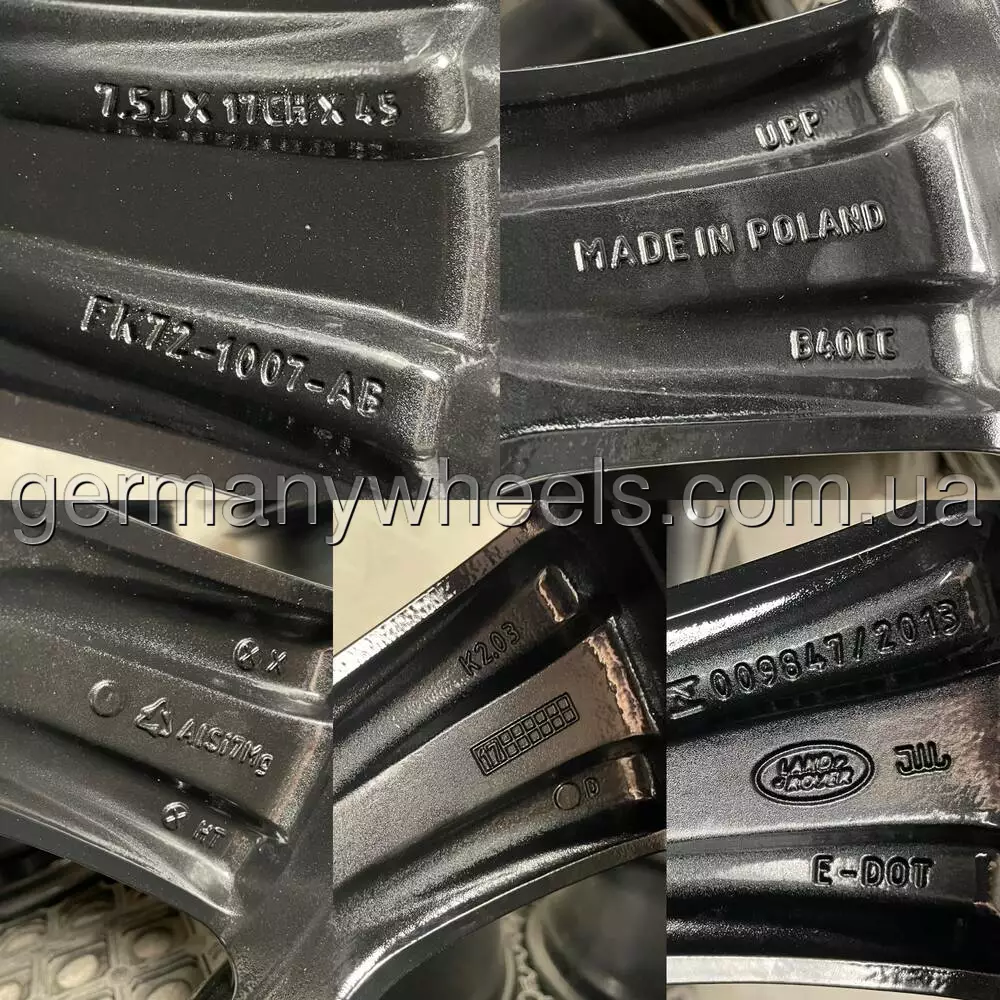 7.5J X 17CH X 45
FK72-1007-AB
UPP
MADE IN POLAND
B40CC
germanywheels.com.ua
X
AlSi7Mg
HT
K2.03
17
D
009847/2013
LAND
ROVER
JWL
E-DOT